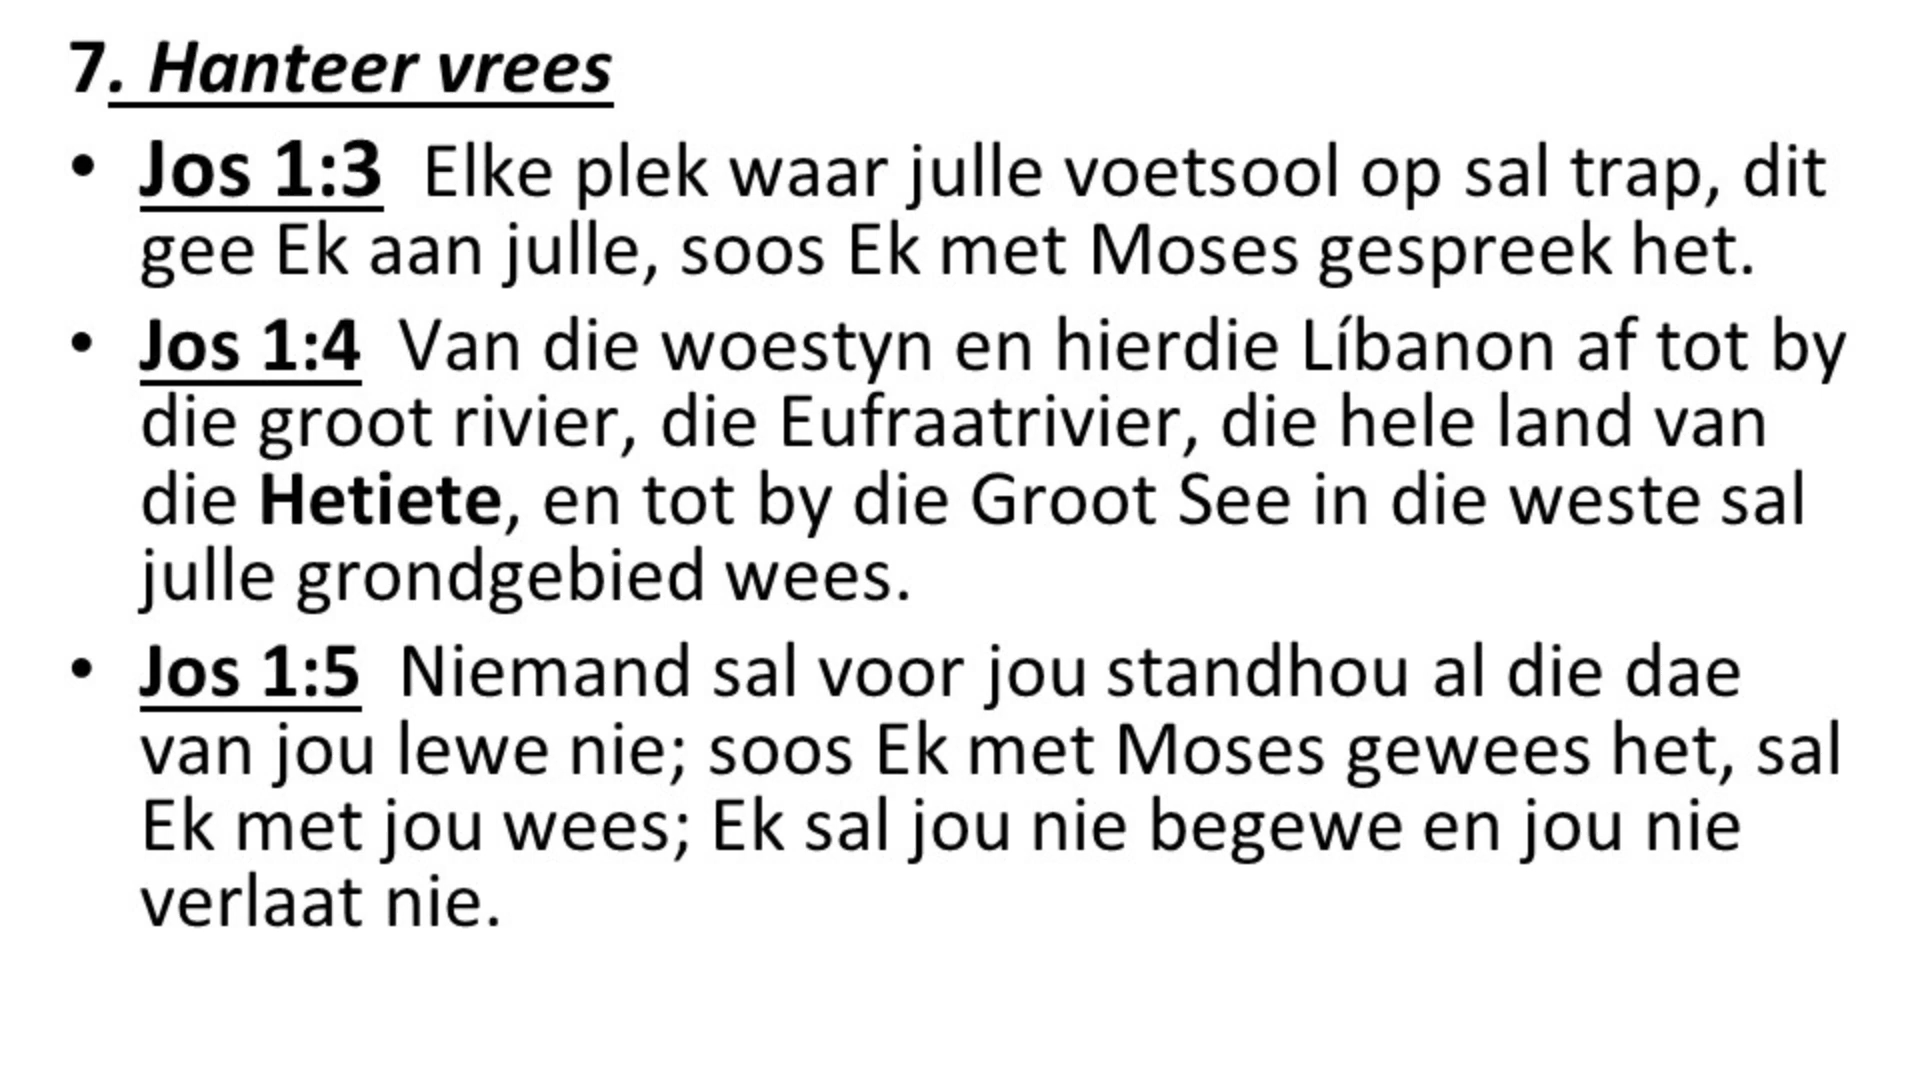 7. Hanteer vrees
• Jos 1:3 Elke plek waar julle voetsool op sal trap, dit
gee Ek aan julle, soos Ek met Moses gespreek het.
• Jos 1:4 Van die woestyn en hierdie Líbanon af tot by
die groot rivier, die Eufraatrivier, die hele land van
die Hetiete, en tot by die Groot See in die weste sal
julle grondgebied wees.
• Jos 1:5 Niemand sal voor jou standhou al die dae
van jou lewe nie; soos Ek met Moses gewees het, sal
Ek met jou wees; Ek sal jou nie begewe en jou nie
verlaat nie.